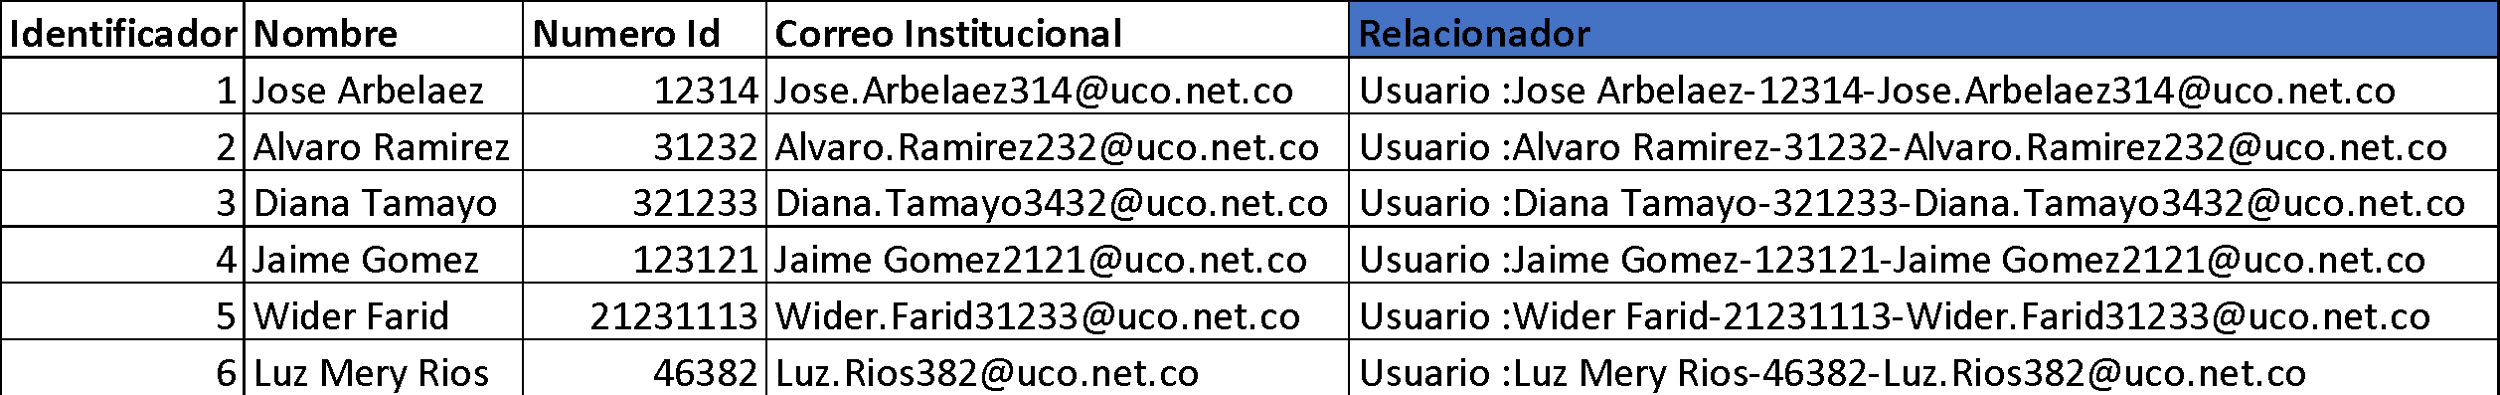 Identificador Nombre Numero Id Correo Institucional Relacionador
1 Jose Arbelaez 12314 Jose.Arbelaez314@uco.net.co Usuario :Jose Arbelaez-12314-Jose.Arbelaez314@uco.net.co
2 Alvaro Ramirez 31232 Alvaro.Ramirez232@uco.net.co Usuario :Alvaro Ramirez-31232-Alvaro.Ramirez232@uco.net.co
3 Diana Tamayo 321233 Diana.Tamayo3432@uco.net.co Usuario :Diana Tamayo-321233-Diana.Tamayo3432@uco.net.co
4 Jaime Gomez 123121 Jaime Gomez2121@uco.net.co Usuario :Jaime Gomez-123121-Jaime Gomez2121@uco.net.co
5 Wider Farid 21231113 Wider.Farid31233@uco.net.co Usuario :Wider Farid-21231113-Wider.Farid31233@uco.net.co
6 Luz Mery Rios 46382 Luz.Rios382@uco.net.co Usuario :Luz Mery Rios-46382-Luz.Rios382@uco.net.co